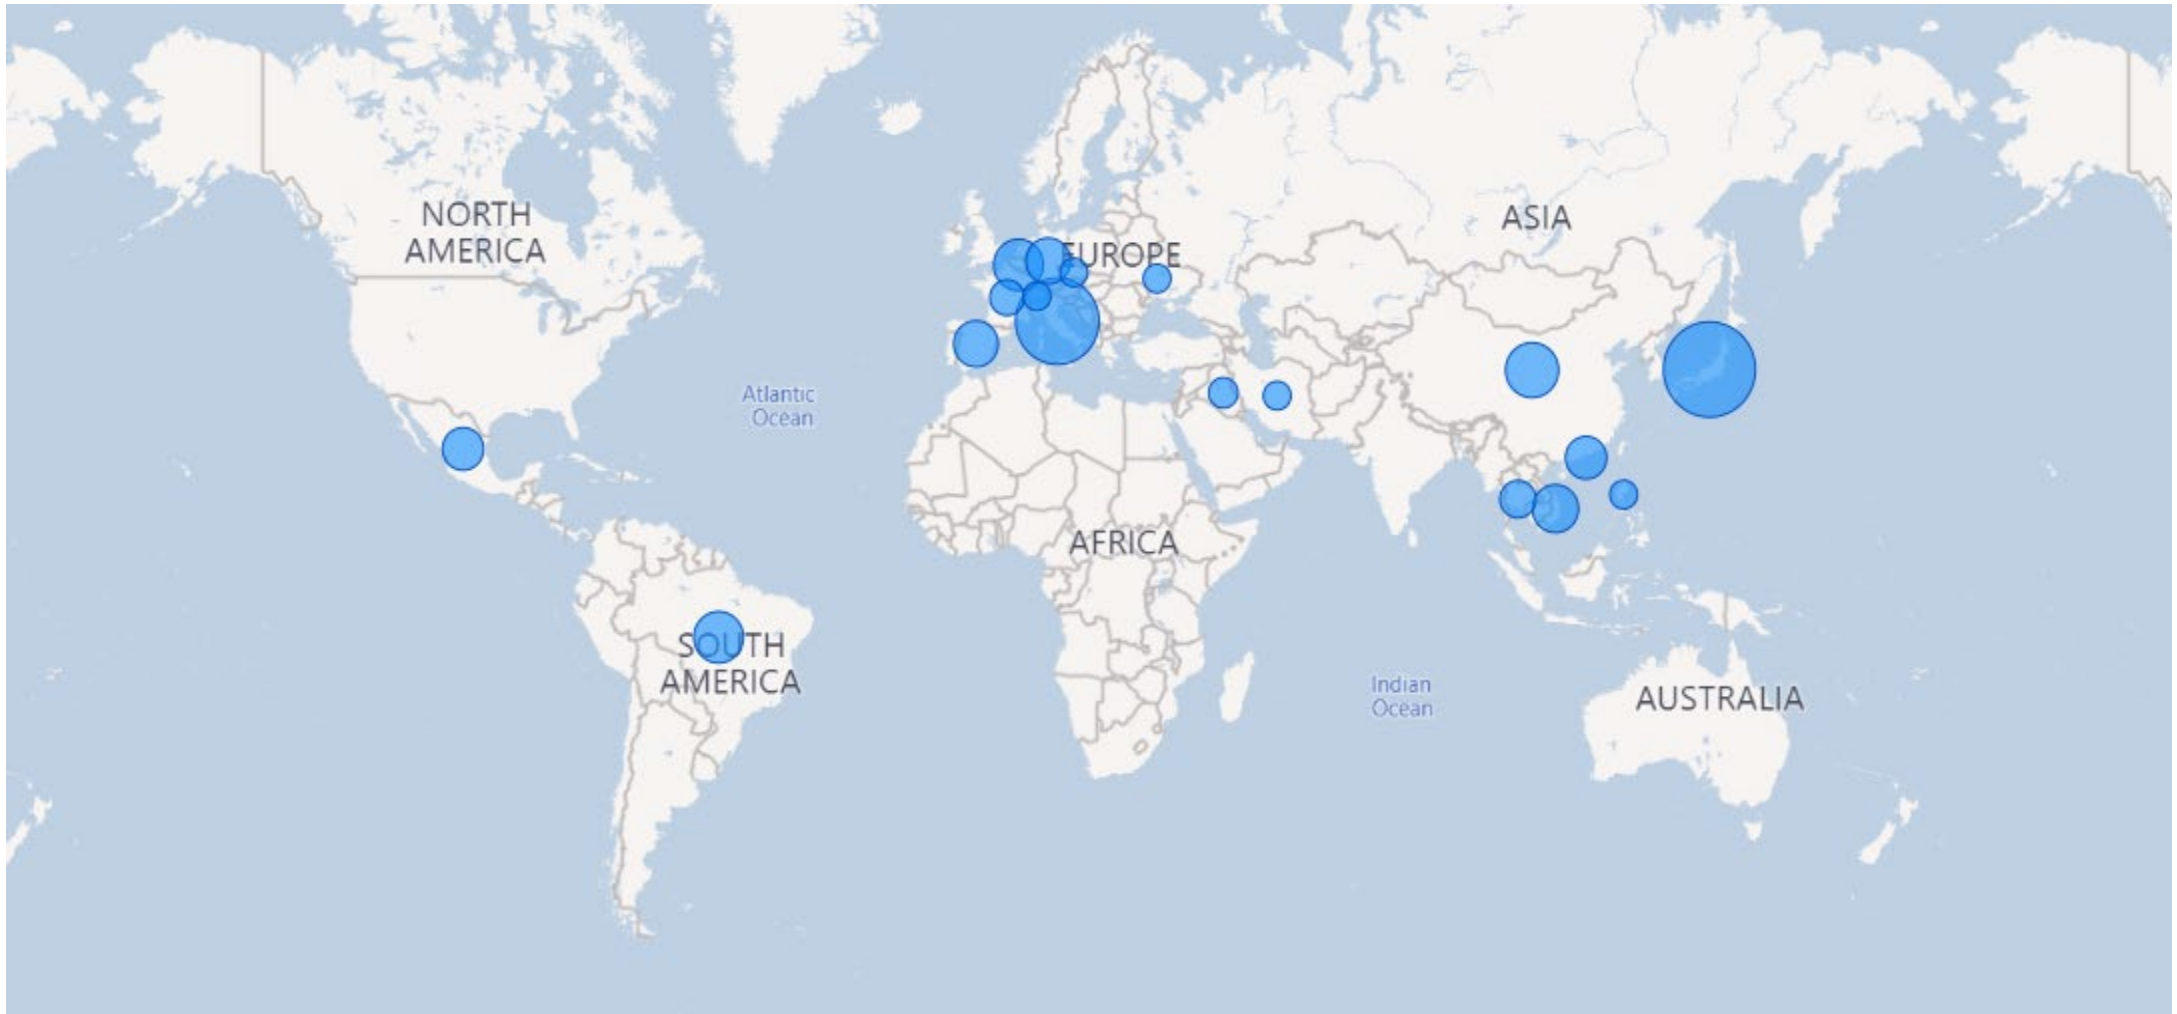 NORTH
AMERICA
ASIA
EUROPE
Atlantic
Ocean
AFRICA
SOUTH
AMERICA
Indian
Ocean
AUSTRALIA